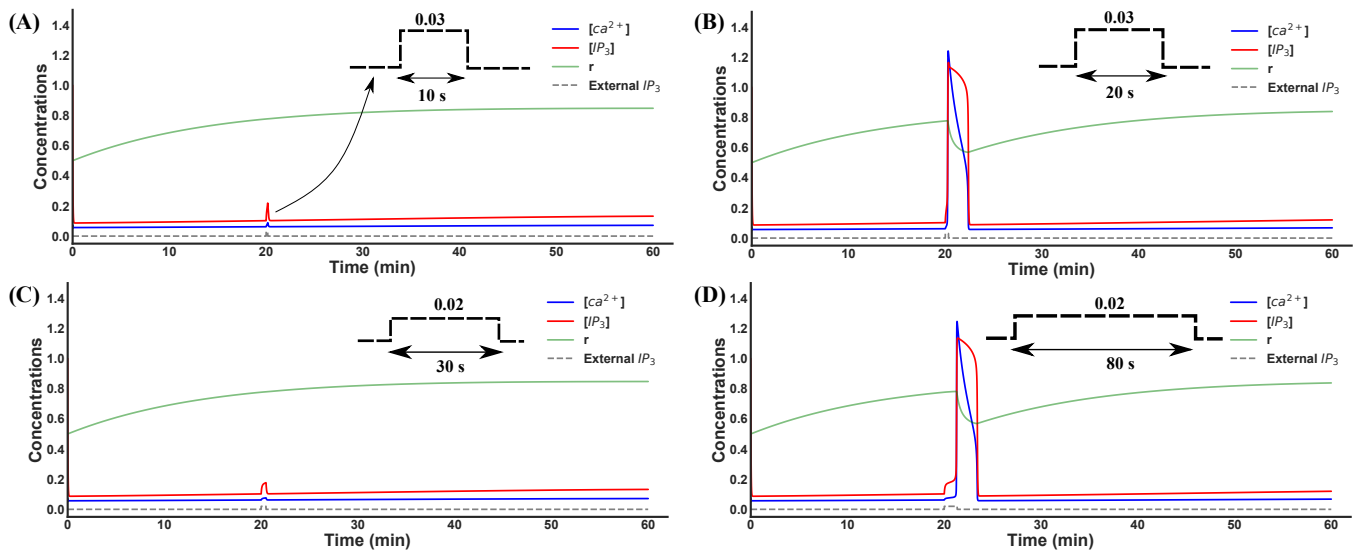 (A)
Concentrations
1.4
1.2
1.0
0.8
0.6
0.4
0.2
0.0
0.03
10 s
[ca²⁺]
[IP₃]
r
External IP₃
0 10 20 30 40 50 60
Time (min)
(B)
Concentrations
1.4
1.2
1.0
0.8
0.6
0.4
0.2
0.0
0.03
20 s
[ca²⁺]
[IP₃]
r
External IP₃
0 10 20 30 40 50 60
Time (min)
(C)
Concentrations
1.4
1.2
1.0
0.8
0.6
0.4
0.2
0.0
0.02
30 s
[ca²⁺]
[IP₃]
r
External IP₃
0 10 20 30 40 50 60
Time (min)
(D)
Concentrations
1.4
1.2
1.0
0.8
0.6
0.4
0.2
0.0
0.02
80 s
[ca²⁺]
[IP₃]
r
External IP₃
0 10 20 30 40 50 60
Time (min)